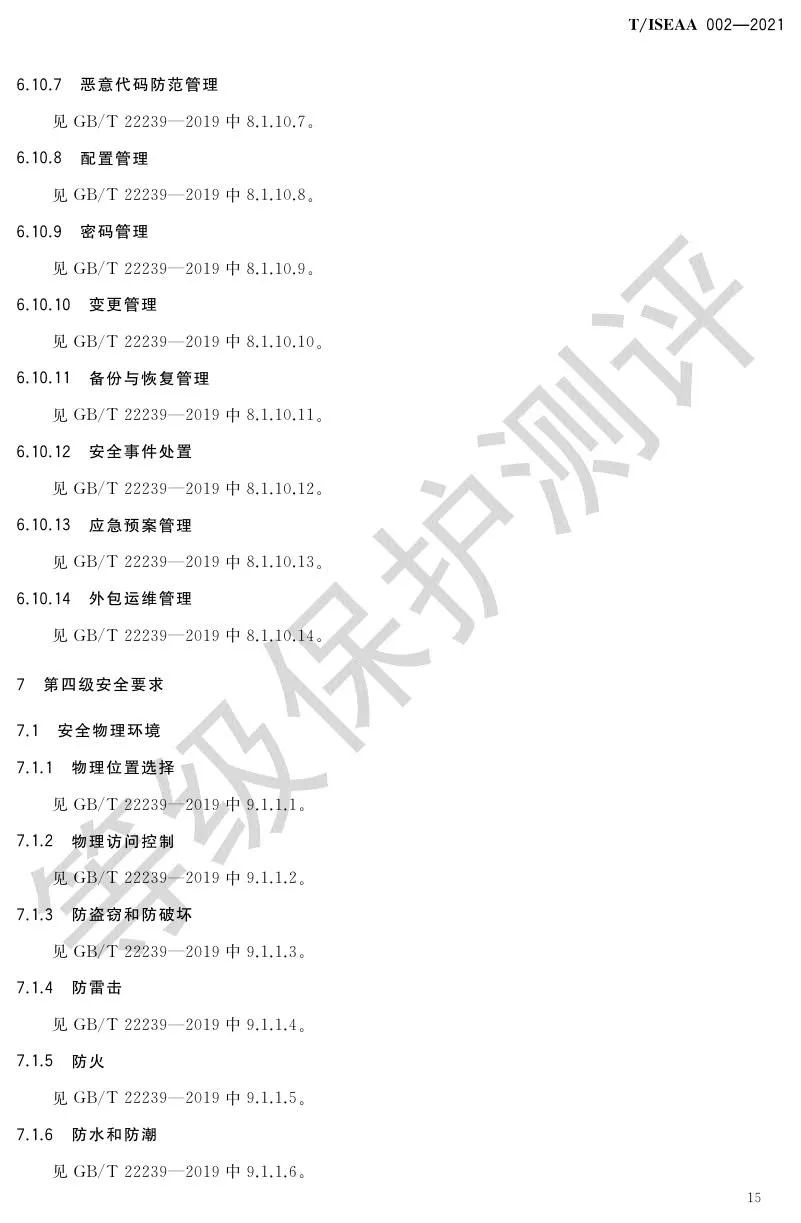 T/ISEAA 002—2021
6.10.7 恶意代码防范管理
见 GB/T 22239—2019 中 8.1.10.7。
6.10.8 配置管理
见 GB/T 22239—2019 中 8.1.10.8。
6.10.9 密码管理
见 GB/T 22239—2019 中 8.1.10.9。
6.10.10 变更管理
见 GB/T 22239—2019 中 8.1.10.10。
6.10.11 备份与恢复管理
见 GB/T 22239—2019 中 8.1.10.11。
6.10.12 安全事件处置
见 GB/T 22239—2019 中 8.1.10.12。
6.10.13 应急预案管理
见 GB/T 22239—2019 中 8.1.10.13。
6.10.14 外包运维管理
见 GB/T 22239—2019 中 8.1.10.14。
7 第四级安全要求
7.1 安全物理环境
7.1.1 物理位置选择
见 GB/T 22239—2019 中 9.1.1.1。
7.1.2 物理访问控制
见 GB/T 22239—2019 中 9.1.1.2。
7.1.3 防盗窃和防破坏
见 GB/T 22239—2019 中 9.1.1.3。
7.1.4 防雷击
见 GB/T 22239—2019 中 9.1.1.4。
7.1.5 防火
见 GB/T 22239—2019 中 9.1.1.5。
7.1.6 防水和防潮
见 GB/T 22239—2019 中 9.1.1.6。
15
等级保护测评